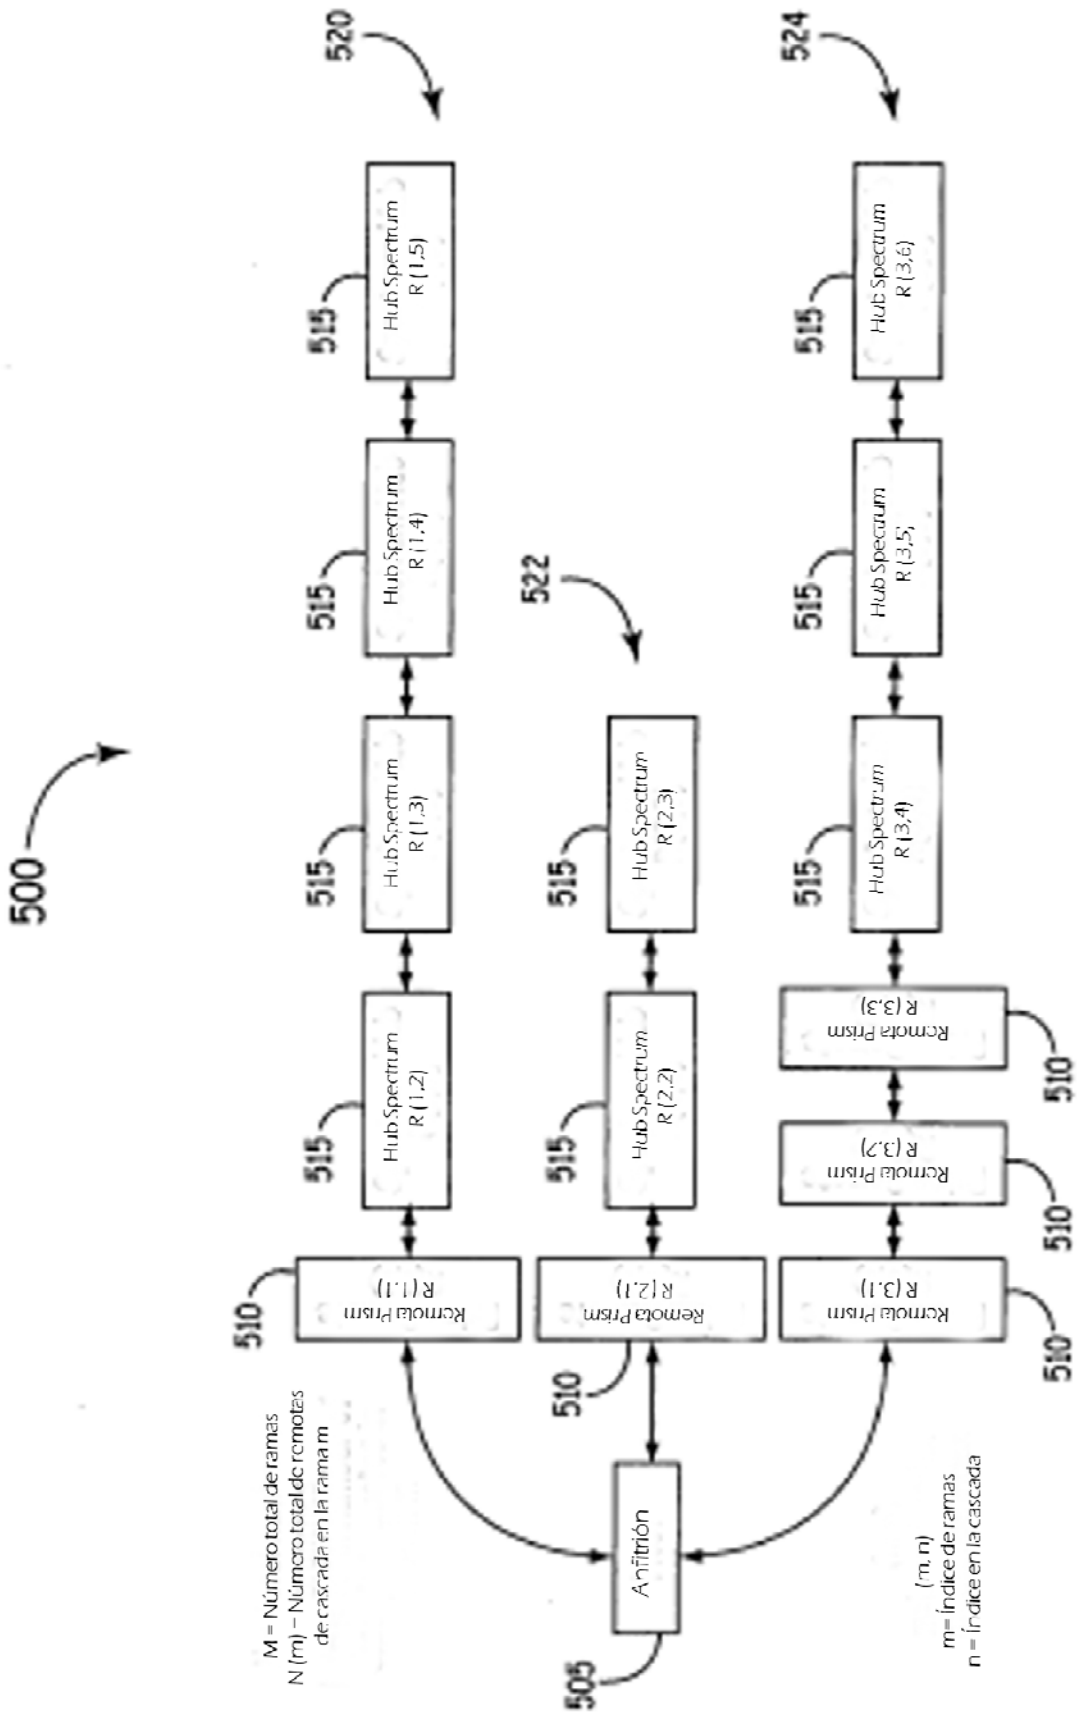 500
520
515
Hub Spectrum
R (1,5)
515
Hub Spectrum
R (1,4)
515
Hub Spectrum
R (1,3)
515
Hub Spectrum
R (1,2)
510
Remota Prism
R (1.1)
522
515
Hub Spectrum
R (2,3)
515
Hub Spectrum
R (2,2)
510
Remota Prism
R (2.1)
524
515
Hub Spectrum
R (3,6)
515
Hub Spectrum
R (3,5)
515
Hub Spectrum
R (3,4)
510
Remota Prism
R (3.3)
510
Remota Prism
R (3.2)
510
Remota Prism
R (3.1)
505
Anfitrión
M = Número total de ramas
N (m) – Número total de remotas
de cascada en la rama m
(m, n)
m= Índice de ramas
n = Índice en la cascada